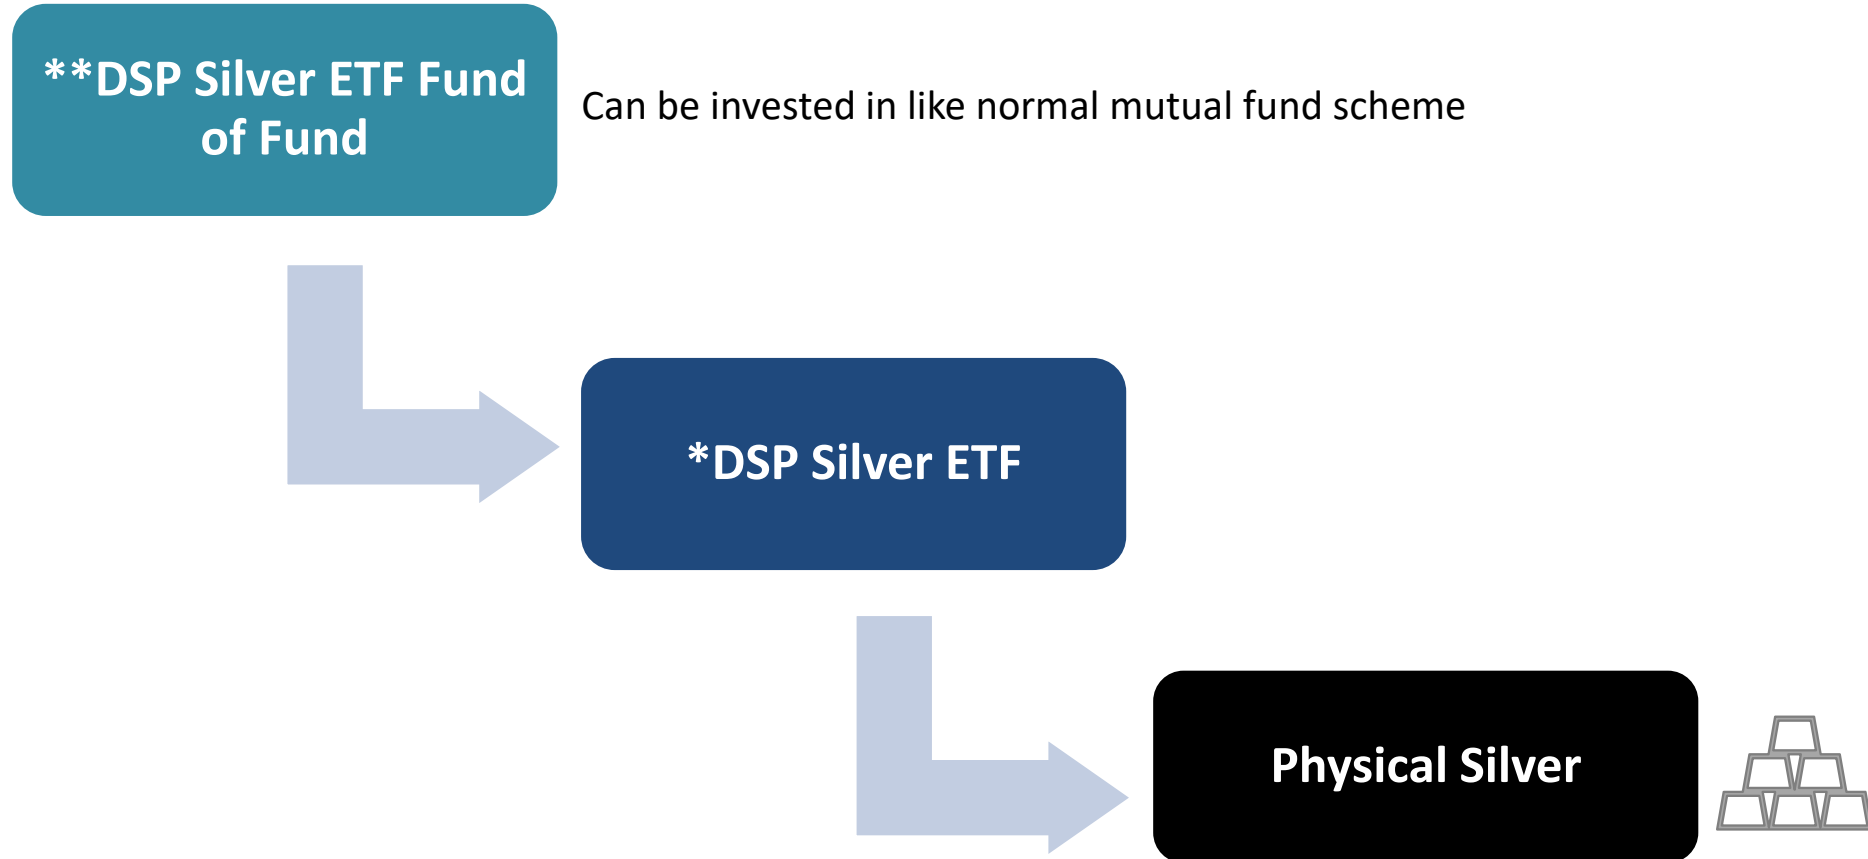 **DSP Silver ETF Fund
of Fund
Can be invested in like normal mutual fund scheme
*DSP Silver ETF
Physical Silver